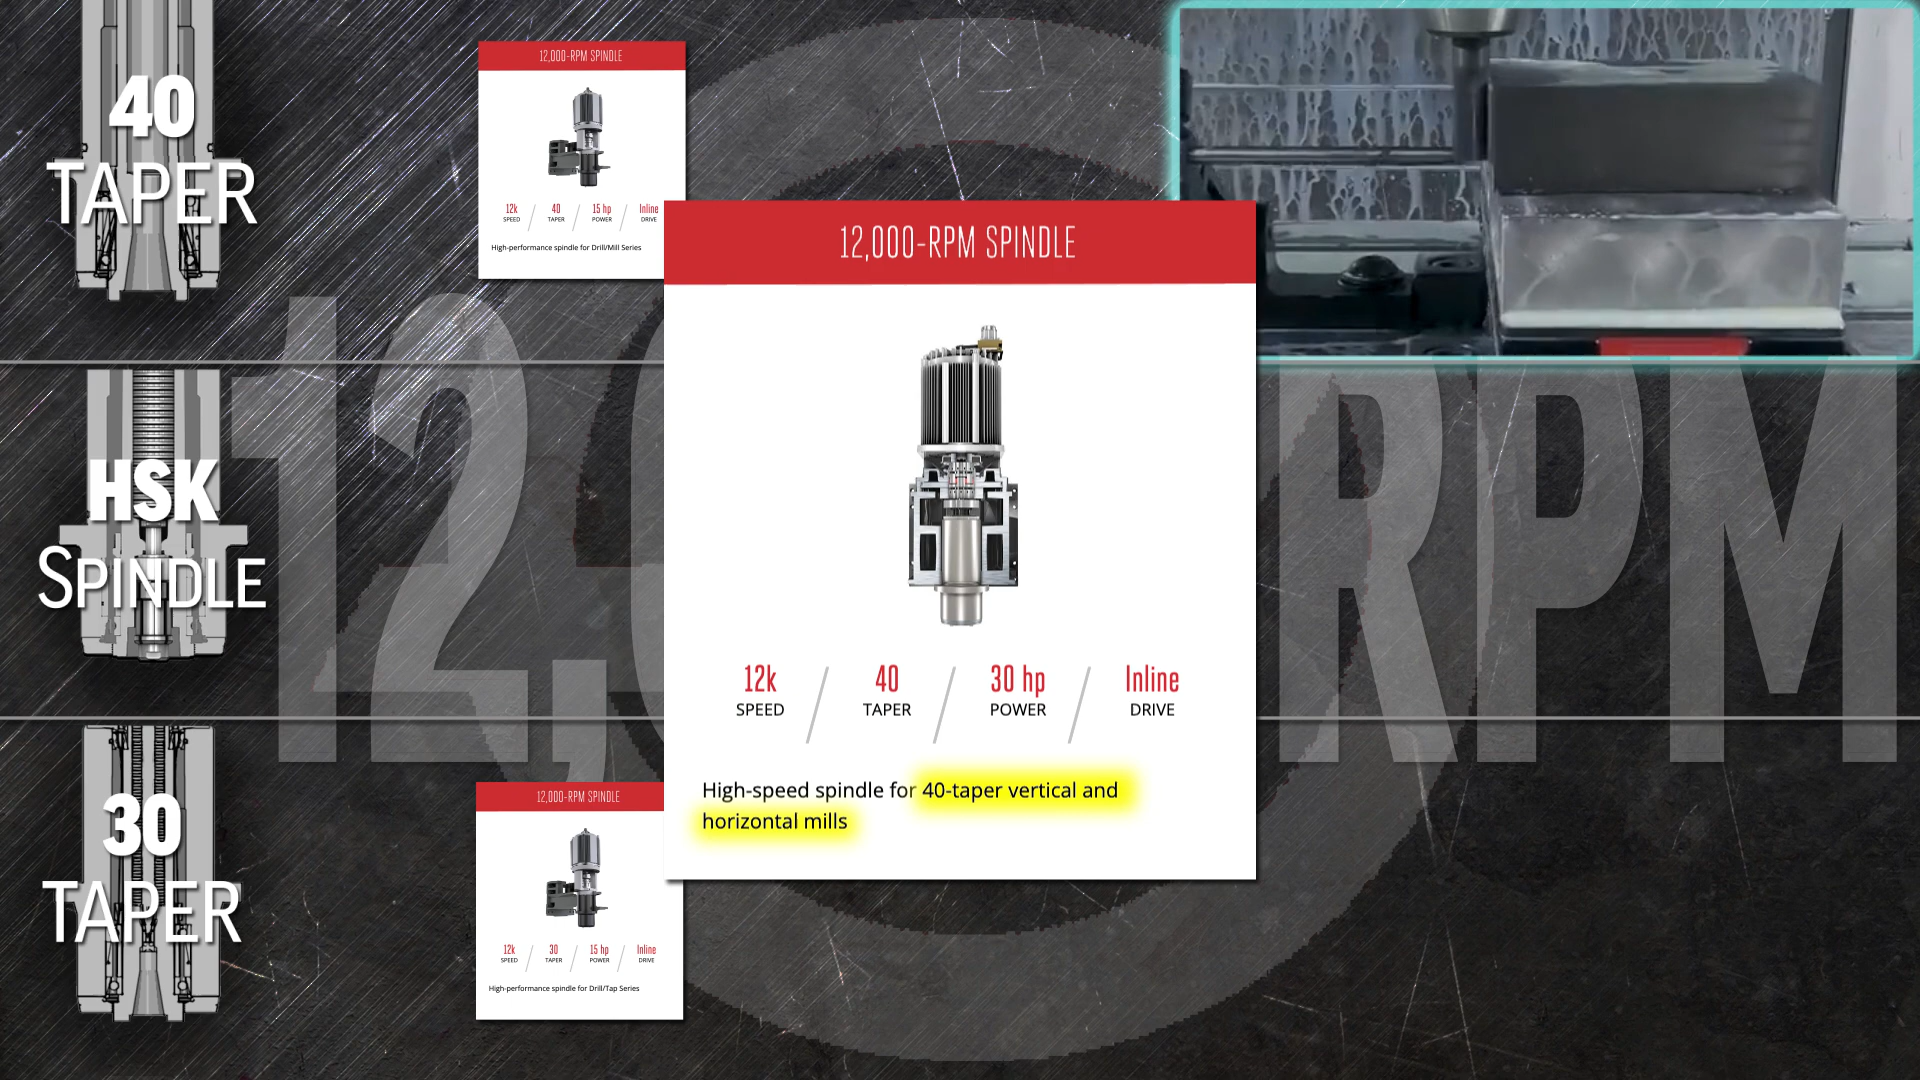 40
TAPER
HSK
SPINDLE
30
TAPER
12,000-RPM SPINDLE
12k
SPEED
40
TAPER
15 hp
POWER
Inline
DRIVE
High-performance spindle for Drill/Mill Series
12,000-RPM SPINDLE
12k
SPEED
40
TAPER
30 hp
POWER
Inline
DRIVE
High-speed spindle for 40-taper vertical and
horizontal mills
12,000-RPM SPINDLE
12k
SPEED
30
TAPER
15 hp
POWER
Inline
DRIVE
High-performance spindle for Drill/Tap Series
RPM